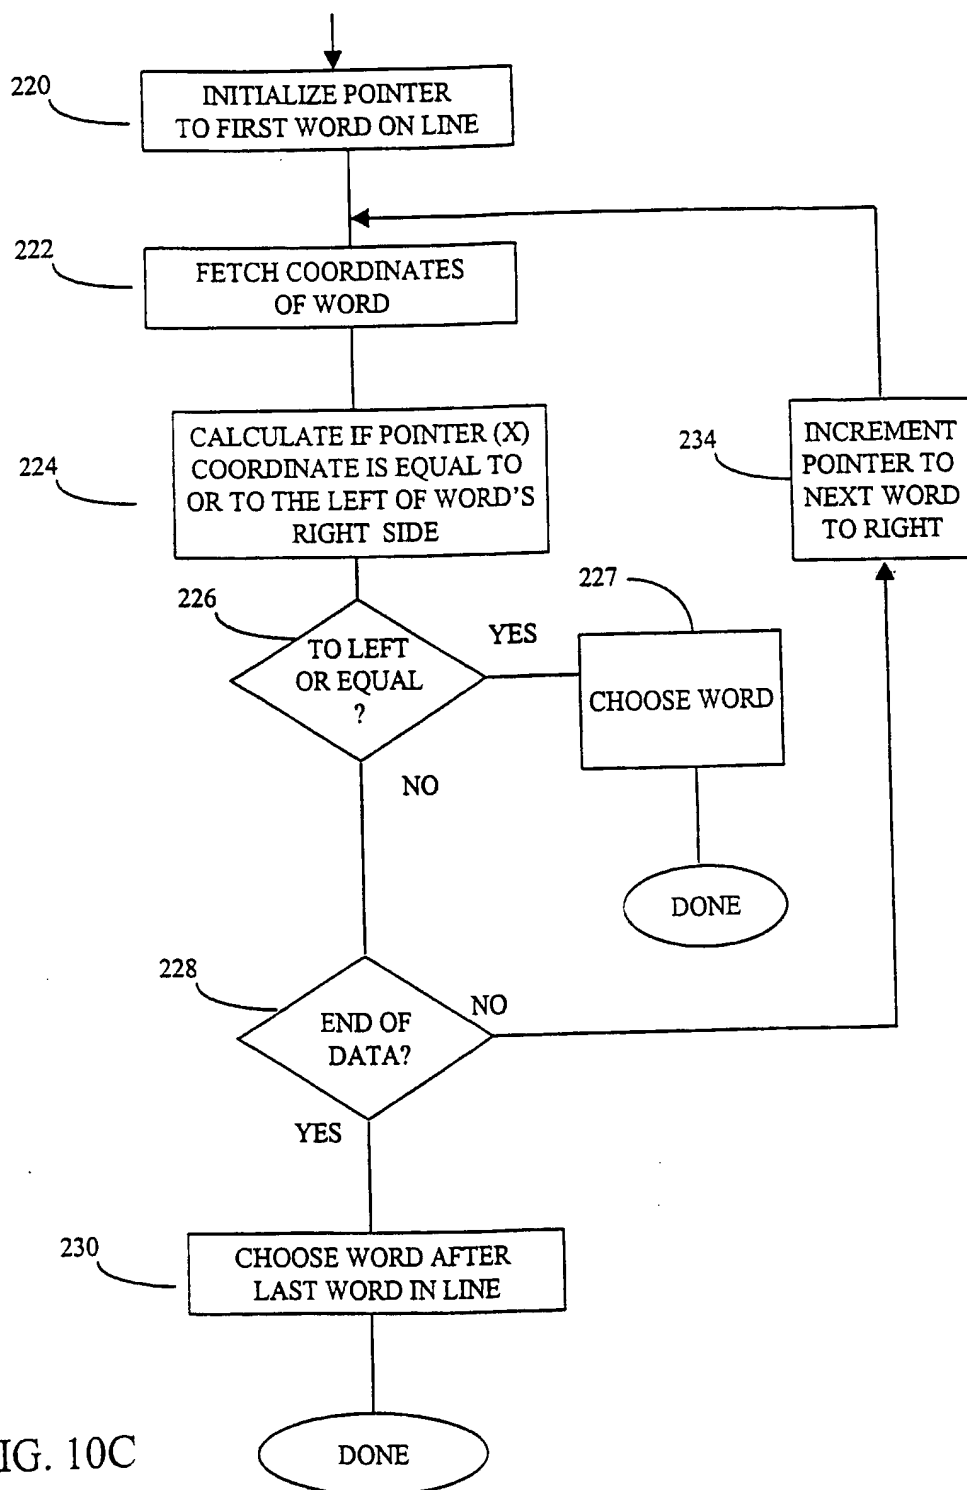 220
INITIALIZE POINTER
TO FIRST WORD ON LINE
222
FETCH COORDINATES
OF WORD
224
CALCULATE IF POINTER (X)
COORDINATE IS EQUAL TO
OR TO THE LEFT OF WORD'S
RIGHT SIDE
234
INCREMENT
POINTER TO
NEXT WORD
TO RIGHT
226
TO LEFT
OR EQUAL
?
YES
227
CHOOSE WORD
NO
DONE
228
END OF
DATA?
NO
YES
230
CHOOSE WORD AFTER
LAST WORD IN LINE
DONE
IG. 10C